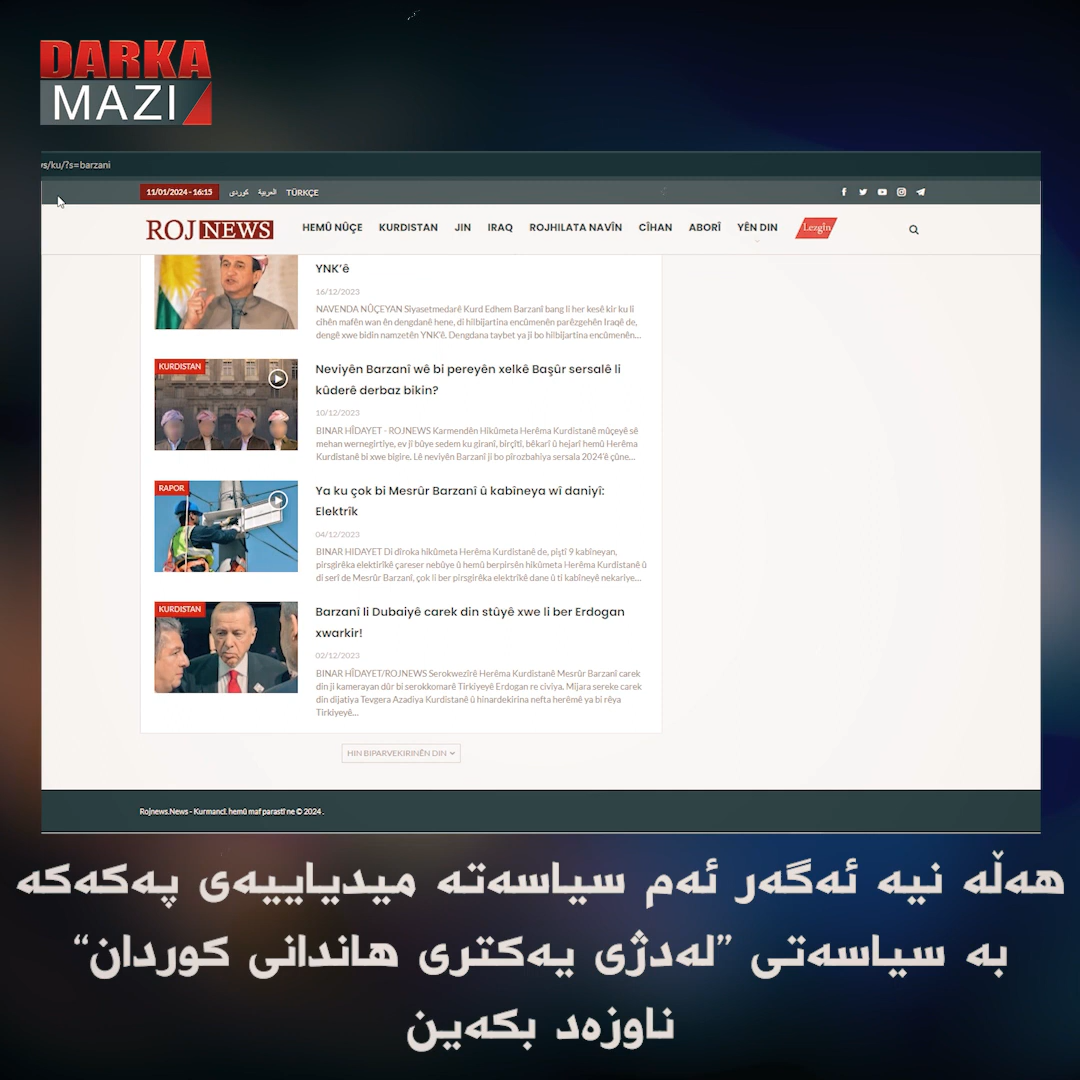 DARKA
MAZI
s/ku/?s=barzani
11/01/2024 - 16:15 کوردی العربية TÜRKÇE
ROJ NEWS HEMÛ NÛÇE KURDISTAN JIN IRAQ ROJHILATA NAVÎN CÎHAN ABORÎ YÊN DIN Lezgîn
YNK'ê
16/12/2023
NAVENDA NÛÇEYAN Siyasetmedarê Kurd Edhem Barzanî bang li her kesê kir ku li
cihên mafên wan ên dengdanê hene, di hilbijartina encûmenên parêzgehên Iraqê de,
dengê xwe bidin namzetên YNK'ê. Dengdana taybet ya ji bo hilbijartina encûmenên...
KURDISTAN
Neviyên Barzanî wê bi pereyên xelkê Başûr sersalê li
kûderê derbaz bikin?
10/12/2023
BINAR HÎDAYET - ROJNEWS Karmendên Hikûmeta Herêma Kurdistanê mûçeyê sê
mehan wernegirtiye, ev jî bûye sedem ku giranî, birçîtî, bêkarî û hejarî hemû Herêma
Kurdistanê bi xwe bigire. Lê neviyên Barzanî ji bo pîrozbahiya sersala 2024'ê çûne...
RAPOR
Ya ku çok bi Mesrûr Barzanî û kabîneya wî daniyî:
Elektrîk
04/12/2023
BINAR HIDAYET Di dîroka hikûmeta Herêma Kurdistanê de, piştî 9 kabîneyan,
pirsgirêka elektirîkê çareser nebûye û hemû berpirsên hikûmeta Herêma Kurdistanê û
di serî de Mesrûr Barzanî, çok li ber pirsgirêka elektrîkê dane û ti kabîneyê nekariye...
KURDISTAN
Barzanî li Dubaiyê carek din stûyê xwe li ber Erdogan
xwarkir!
02/12/2023
BINAR HÎDAYET/ROJNEWS Serokwezîrê Herêma Kurdistanê Mesrûr Barzanî carek
din ji kamerayan dûr bi serokkomarê Tirkiyeyê Erdogan re civiya. Mijara sereke carek
din dijatiya Tevgera Azadiya Kurdistanê û hinardekirina nefta herêmê ya bi rêya
Tirkiyeyê...
HIN BIPARVEKIRINÊN DIN
Rojnews.News - Kurmancî. hemû maf parastî ne © 2024 .
هەڵە نیە ئەگەر ئەم سیاسەتە میدیاییەی پەکەکە
بە سیاسەتی ”لەدژی یەکتری هاندانی کوردان“
ناوزەد بکەین